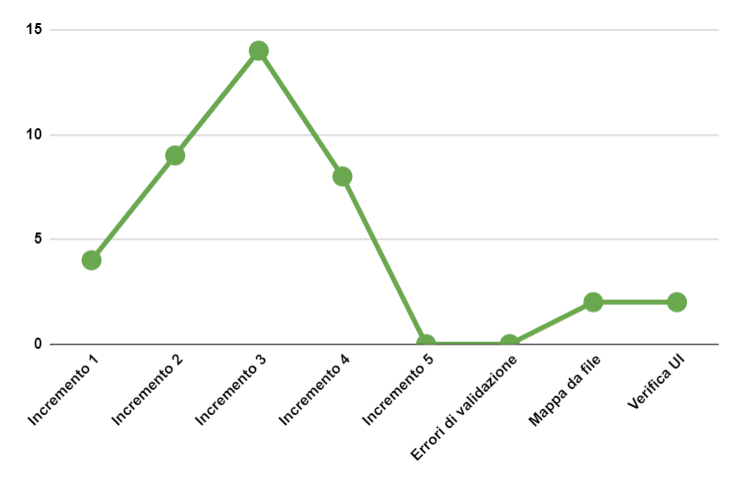 15
10
5
0
Incremento 1
Incremento 2
Incremento 3
Incremento 4
Incremento 5
Errori di validazione
Mappa da file
Verifica UI